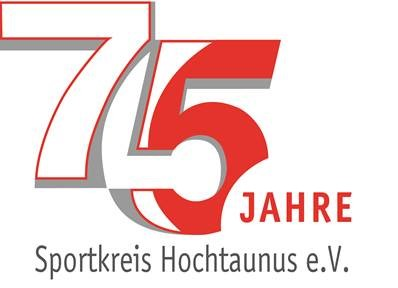 75
JAHRE
Sportkreis Hochtaunus e.V.